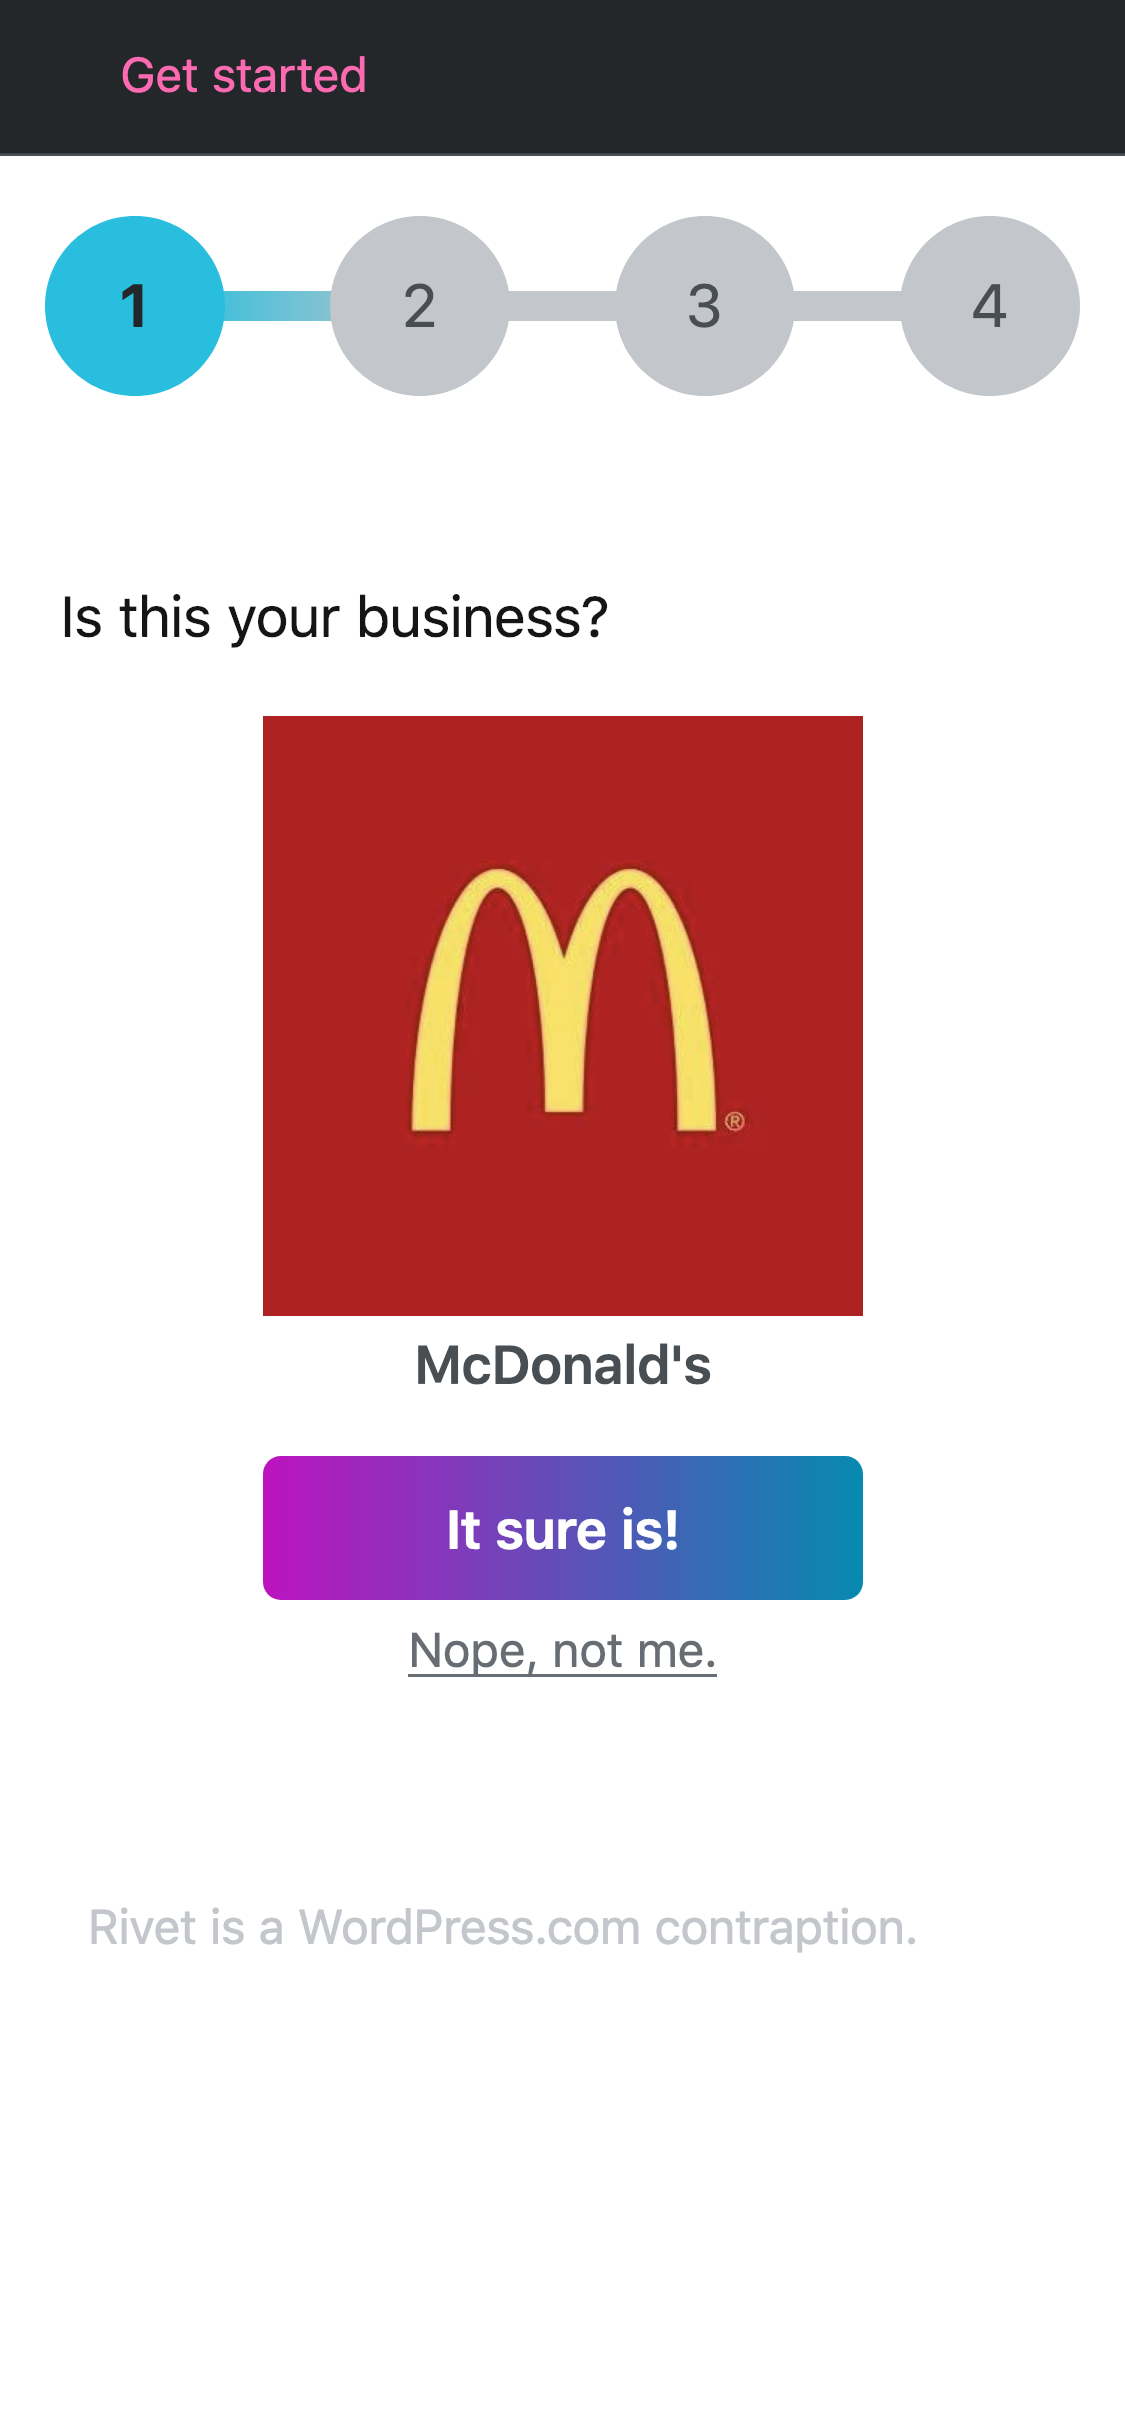 Get started
1 2 3 4
Is this your business?
®
McDonald's
It sure is!
Nope, not me.
Rivet is a WordPress.com contraption.